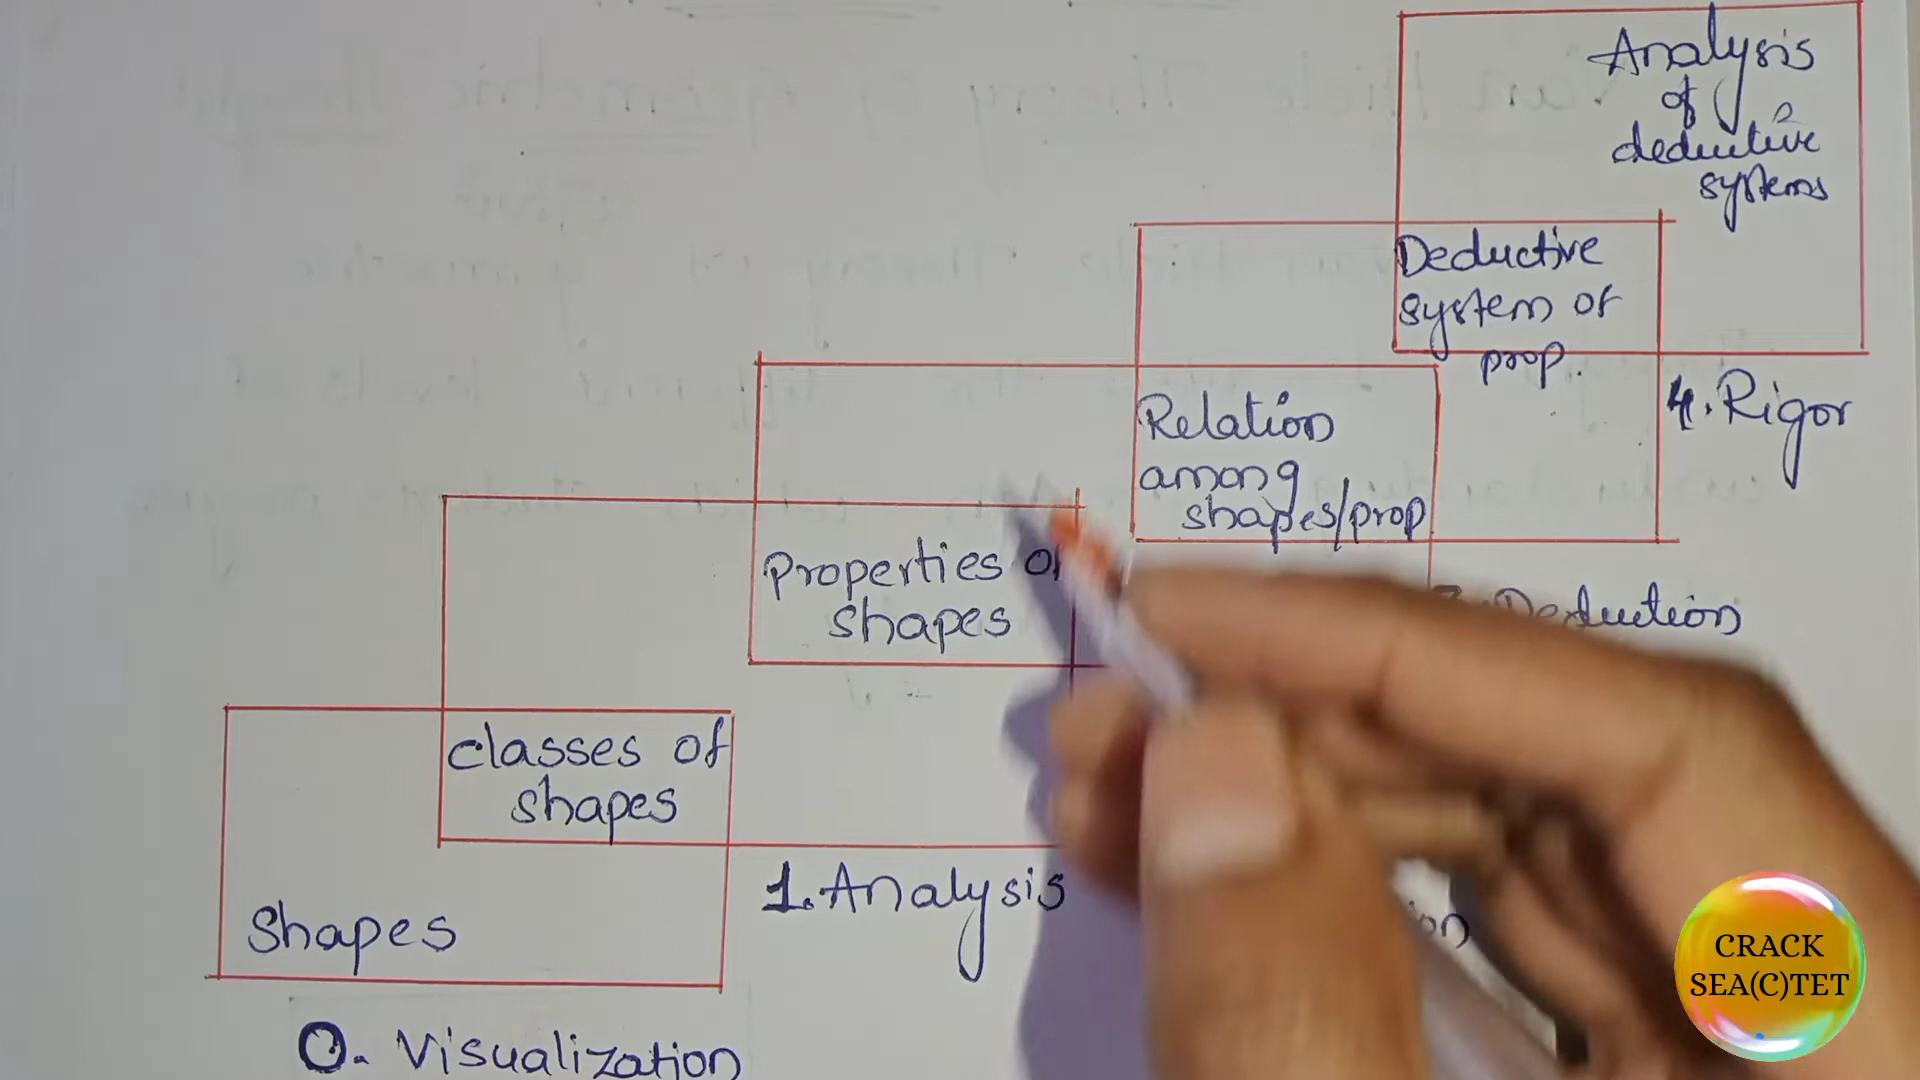 Analysis
of
deductive
systems
Deductive
system of
prop.
4. Rigor
Relation
among
shapes/prop
Properties of
shapes
Deduction
classes of
shapes
1. Analysis
Shapes
0. Visualization
CRACK
SEA(C)TET